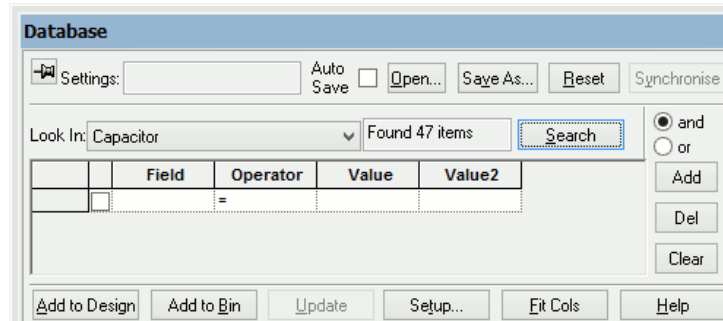 Database
Settings:
Auto Save
Open...
Save As...
Reset
Synchronise
Look In:
Capacitor
Found 47 items
Search
and
or
Field Operator Value Value2
=
Add
Del
Clear
Add to Design
Add to Bin
Update
Setup...
Fit Cols
Help